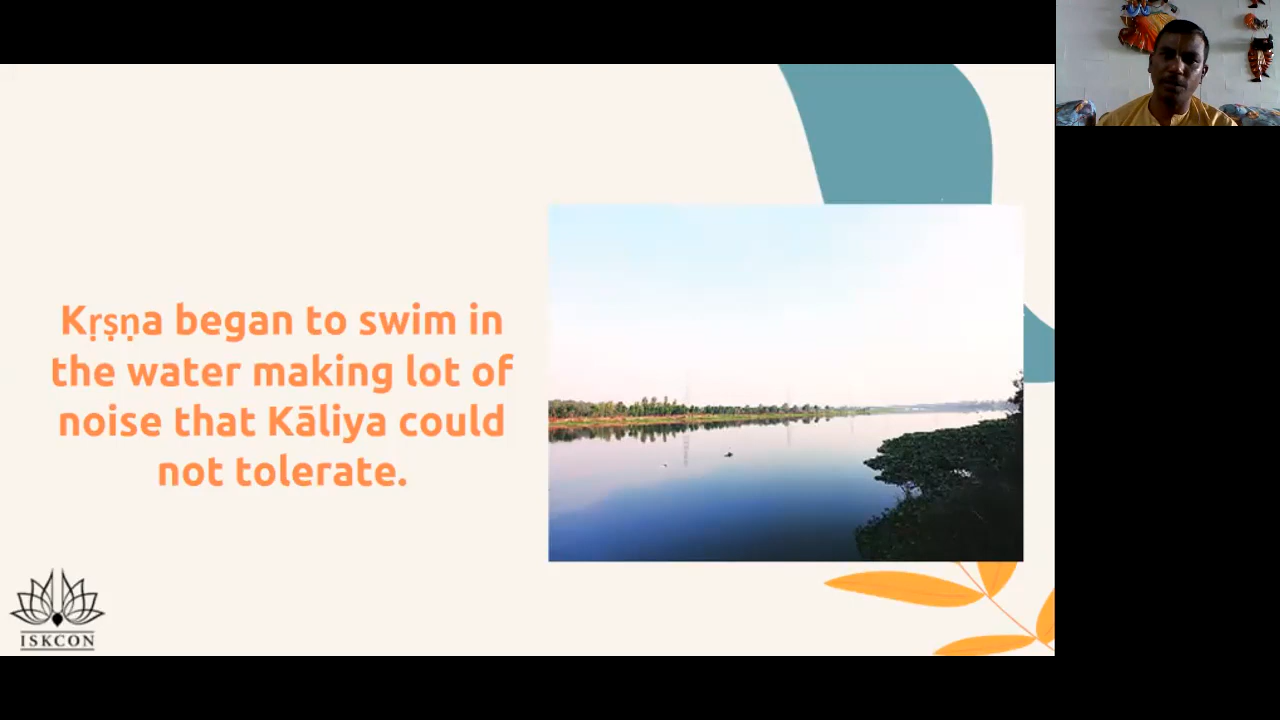 Kṛṣṇa began to swim in
the water making lot of
noise that Kāliya could
not tolerate.
ISKCON